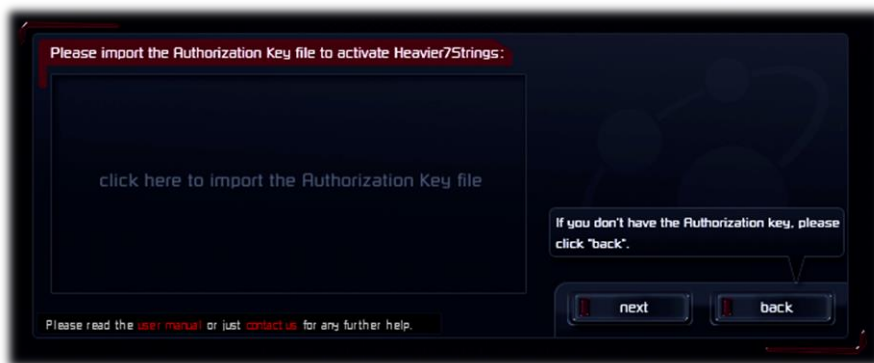 Please import the Authorization Key file to activate Heavier7Strings:
click here to import the Authorization Key file
If you don't have the Authorization key, please
click "back".
next
back
Please read the user manual or just contact us for any further help.